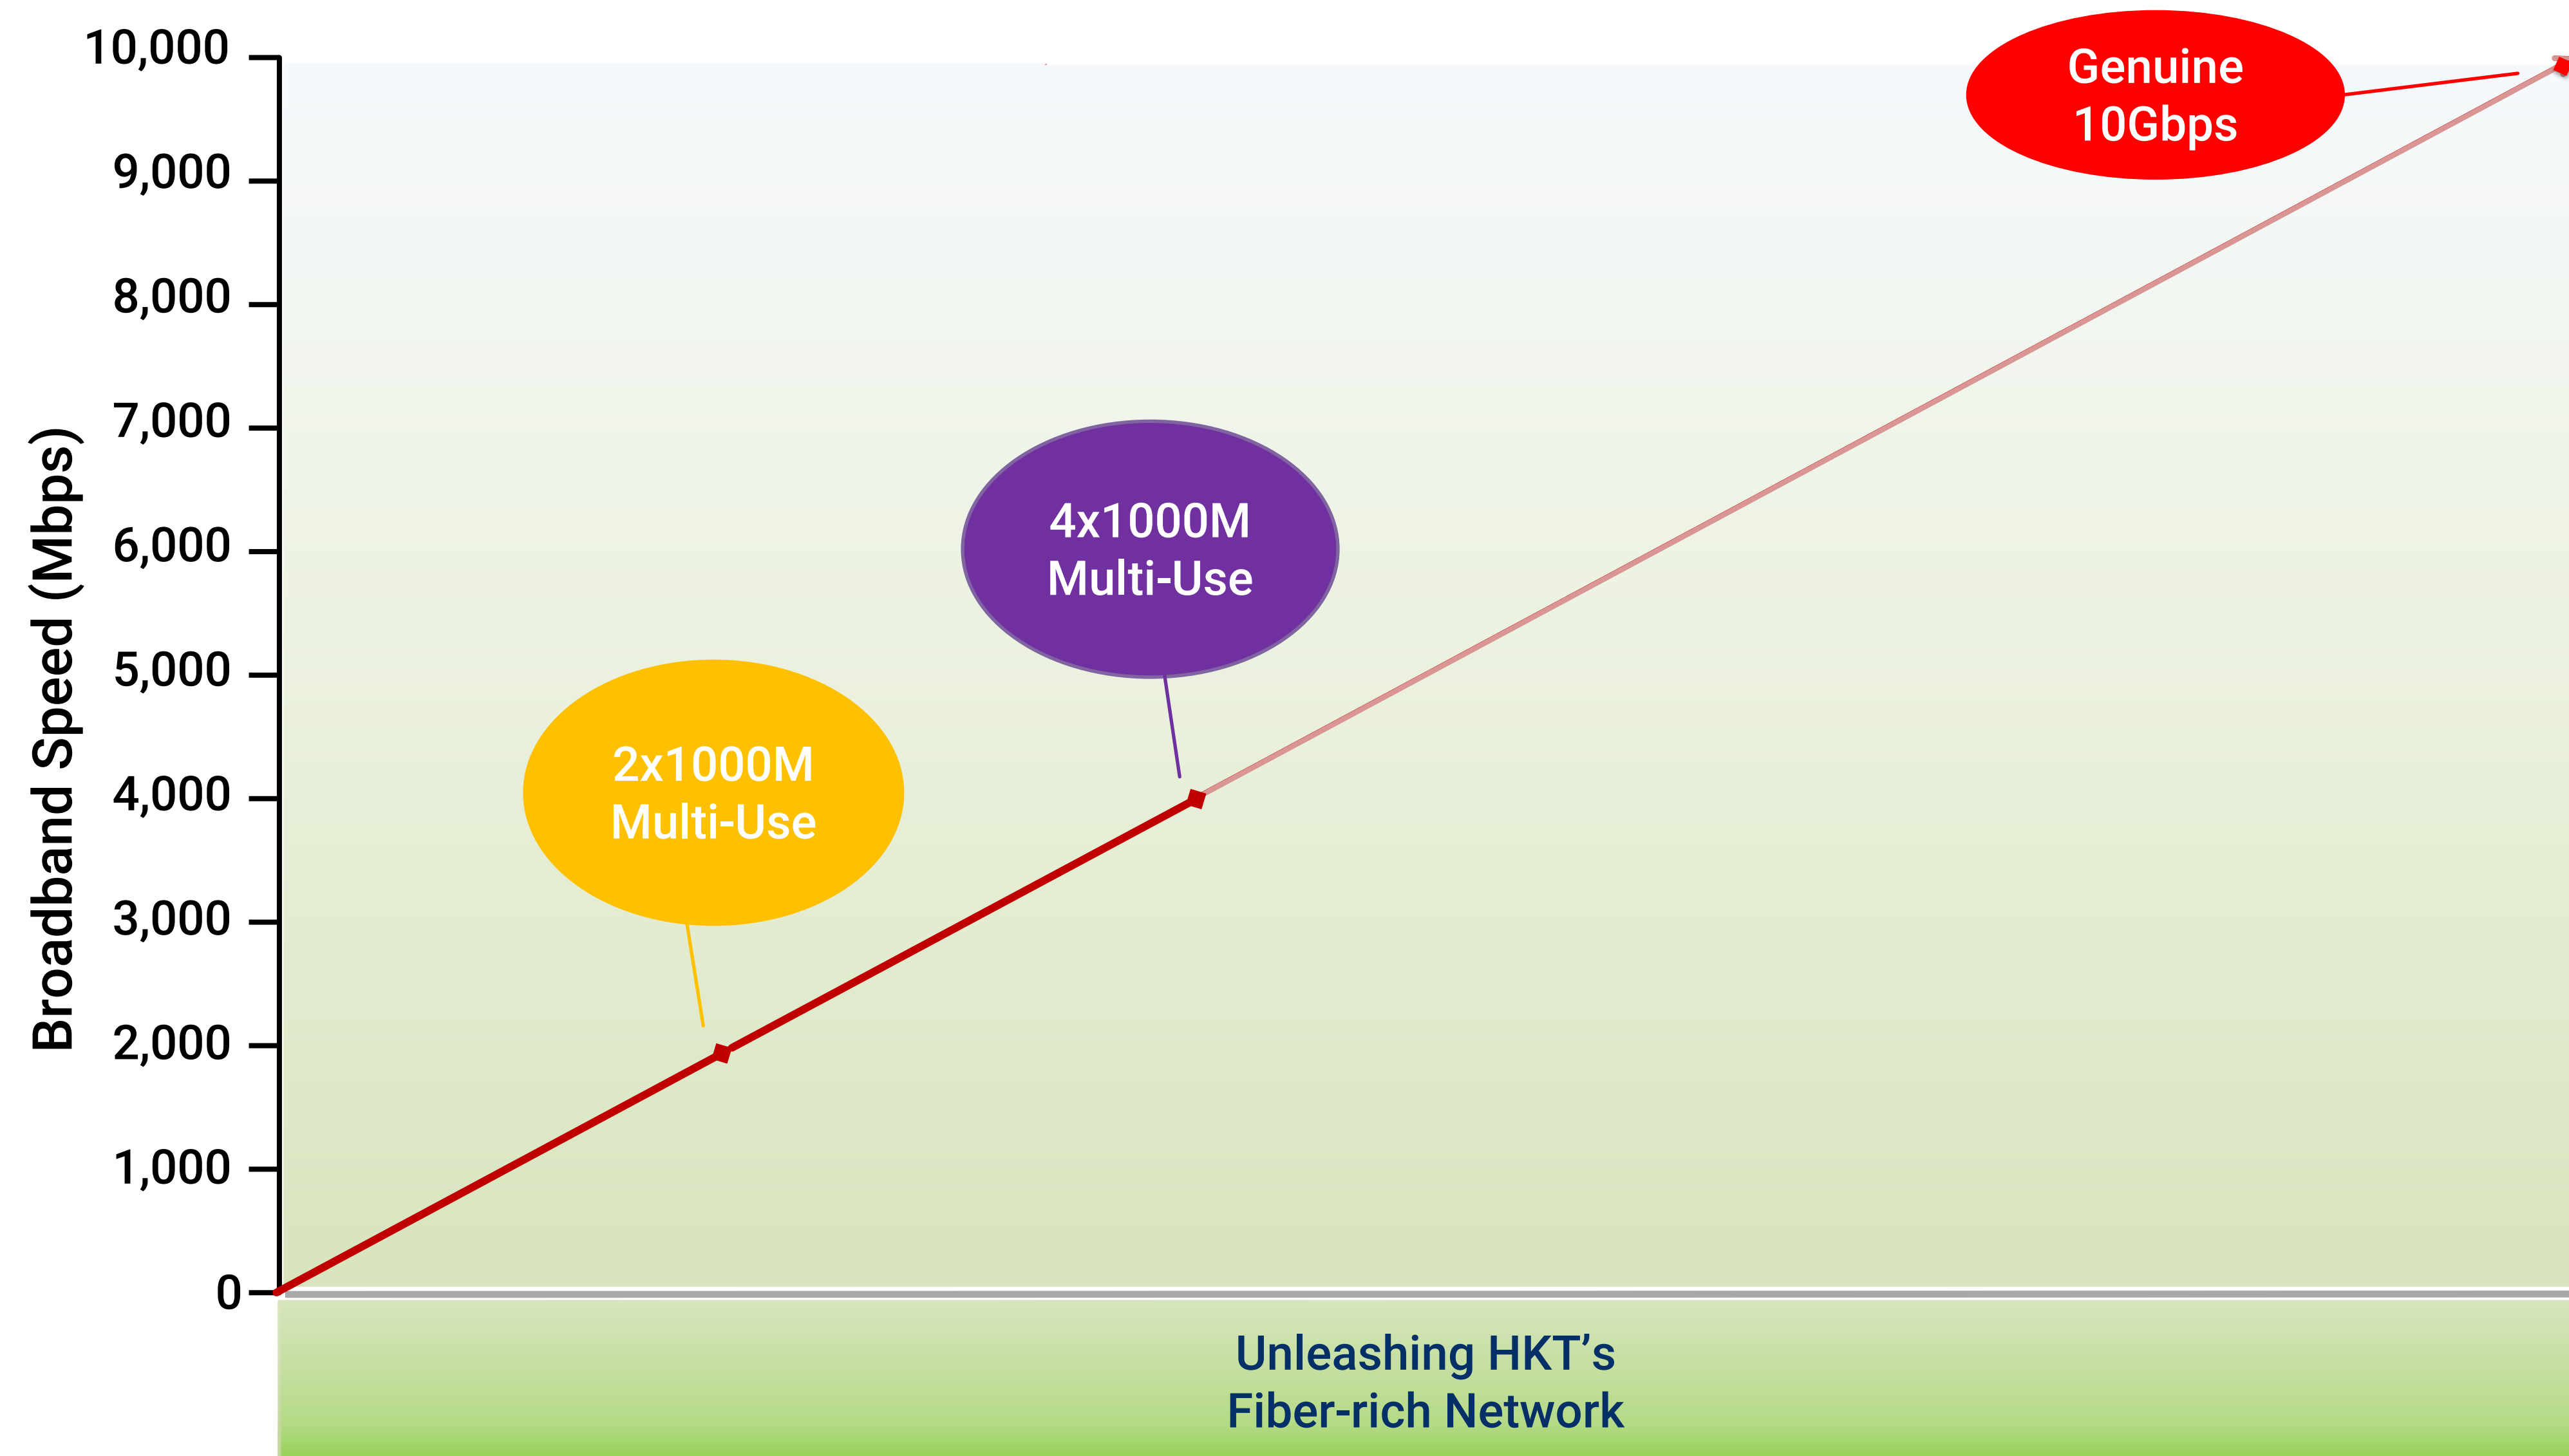 10,000
9,000
8,000
7,000
6,000
5,000
4,000
3,000
2,000
1,000
0
Broadband Speed (Mbps)
Genuine
10Gbps
4x1000M
Multi-Use
2x1000M
Multi-Use
Unleashing HKT’s
Fiber-rich Network